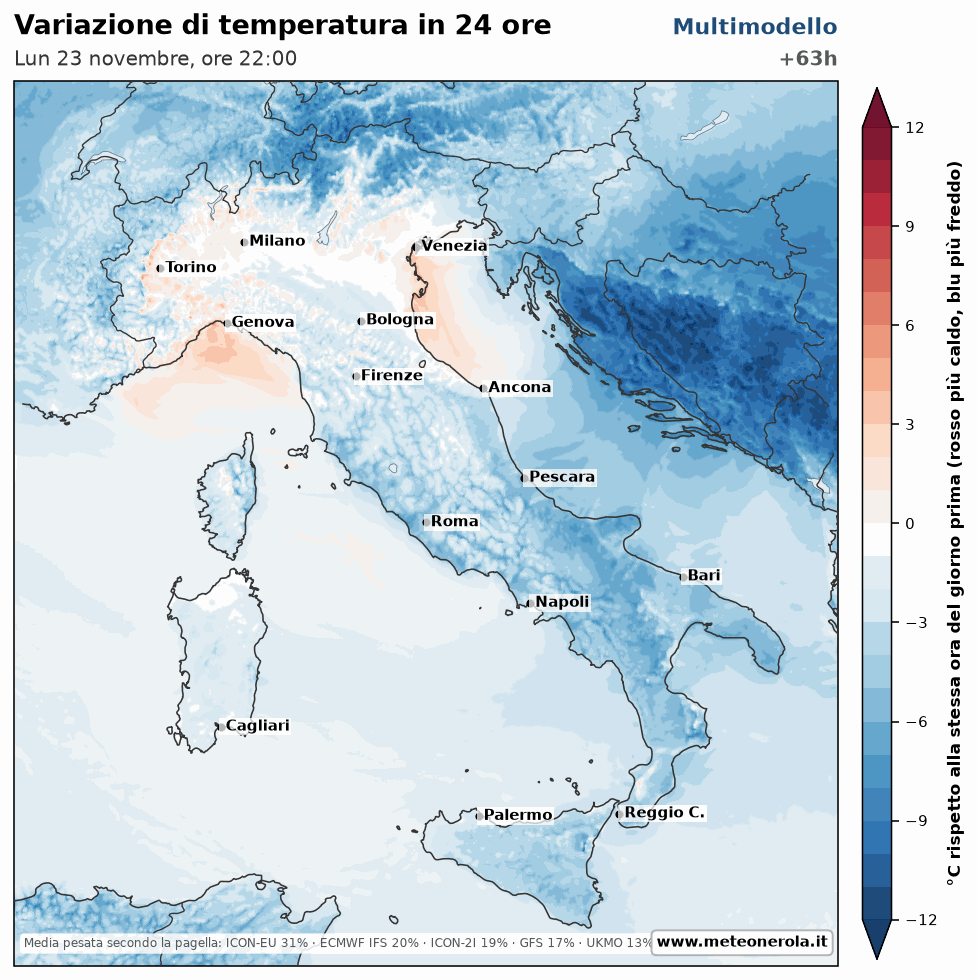 Variazione di temperatura in 24 ore
Multimodello
Lun 23 novembre, ore 22:00
+63h
Milano
Venezia
Torino
Genova
Bologna
Firenze
Ancona
Pescara
Roma
Bari
Napoli
Cagliari
Palermo
Reggio C.
12
9
6
3
0
−3
−6
−9
−12
°C rispetto alla stessa ora del giorno prima (rosso più caldo, blu più freddo)
Media pesata secondo la pagella: ICON-EU 31% · ECMWF IFS 20% · ICON-2I 19% · GFS 17% · UKMO 13%
www.meteonerola.it